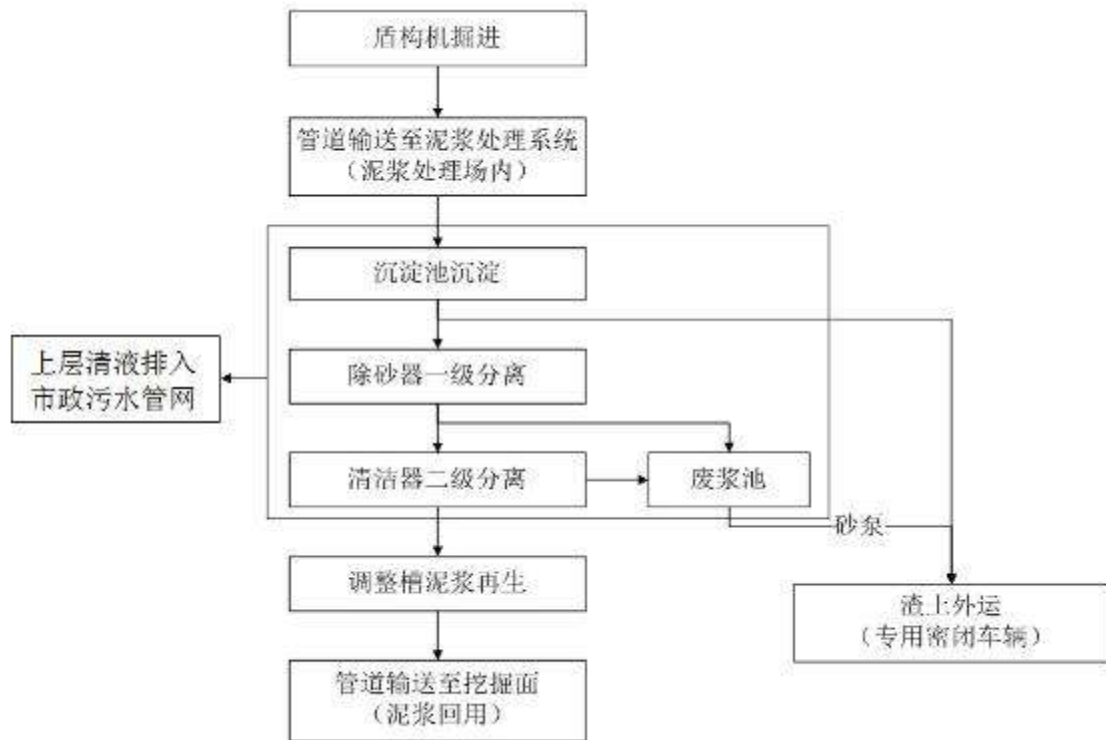 盾构机掘进
管道输送至泥浆处理系统
（泥浆处理场内）
沉淀池沉淀
上层清液排入
市政污水管网
除砂器一级分离
清洁器二级分离
废浆池
砂泵
调整槽泥浆再生
渣上外运
（专用密闭车辆）
管道输送至挖掘面
（泥浆回用）